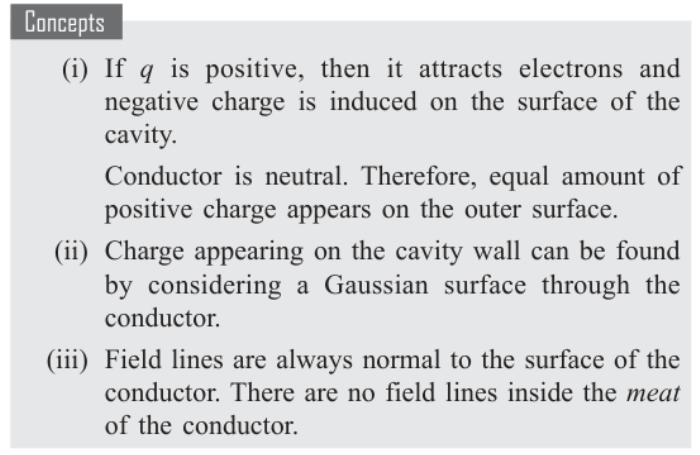 Concepts
(i) If q is positive, then it attracts electrons and
negative charge is induced on the surface of the
cavity.
Conductor is neutral. Therefore, equal amount of
positive charge appears on the outer surface.
(ii) Charge appearing on the cavity wall can be found
by considering a Gaussian surface through the
conductor.
(iii) Field lines are always normal to the surface of the
conductor. There are no field lines inside the meat
of the conductor.